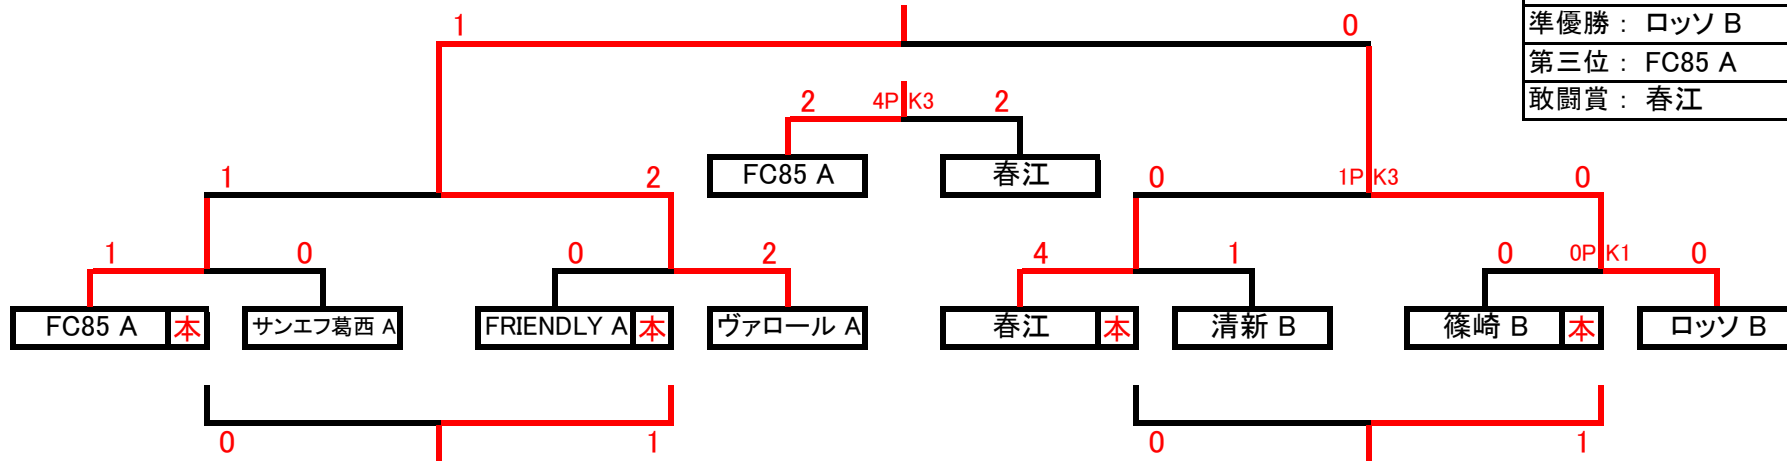 準優勝： ロッソ B
第三位： FC85 A
敢闘賞： 春江
1 0
2 4P K3 2
FC85 A 春江
1 2 0 1P K3 0
1 0 0 2 4 1 0 0P K1 0
FC85 A 本 サンエフ葛西 A FRIENDLY A 本 ヴァロール A 春江 本 清新 B 篠崎 B 本 ロッソ B
0 1 0 1